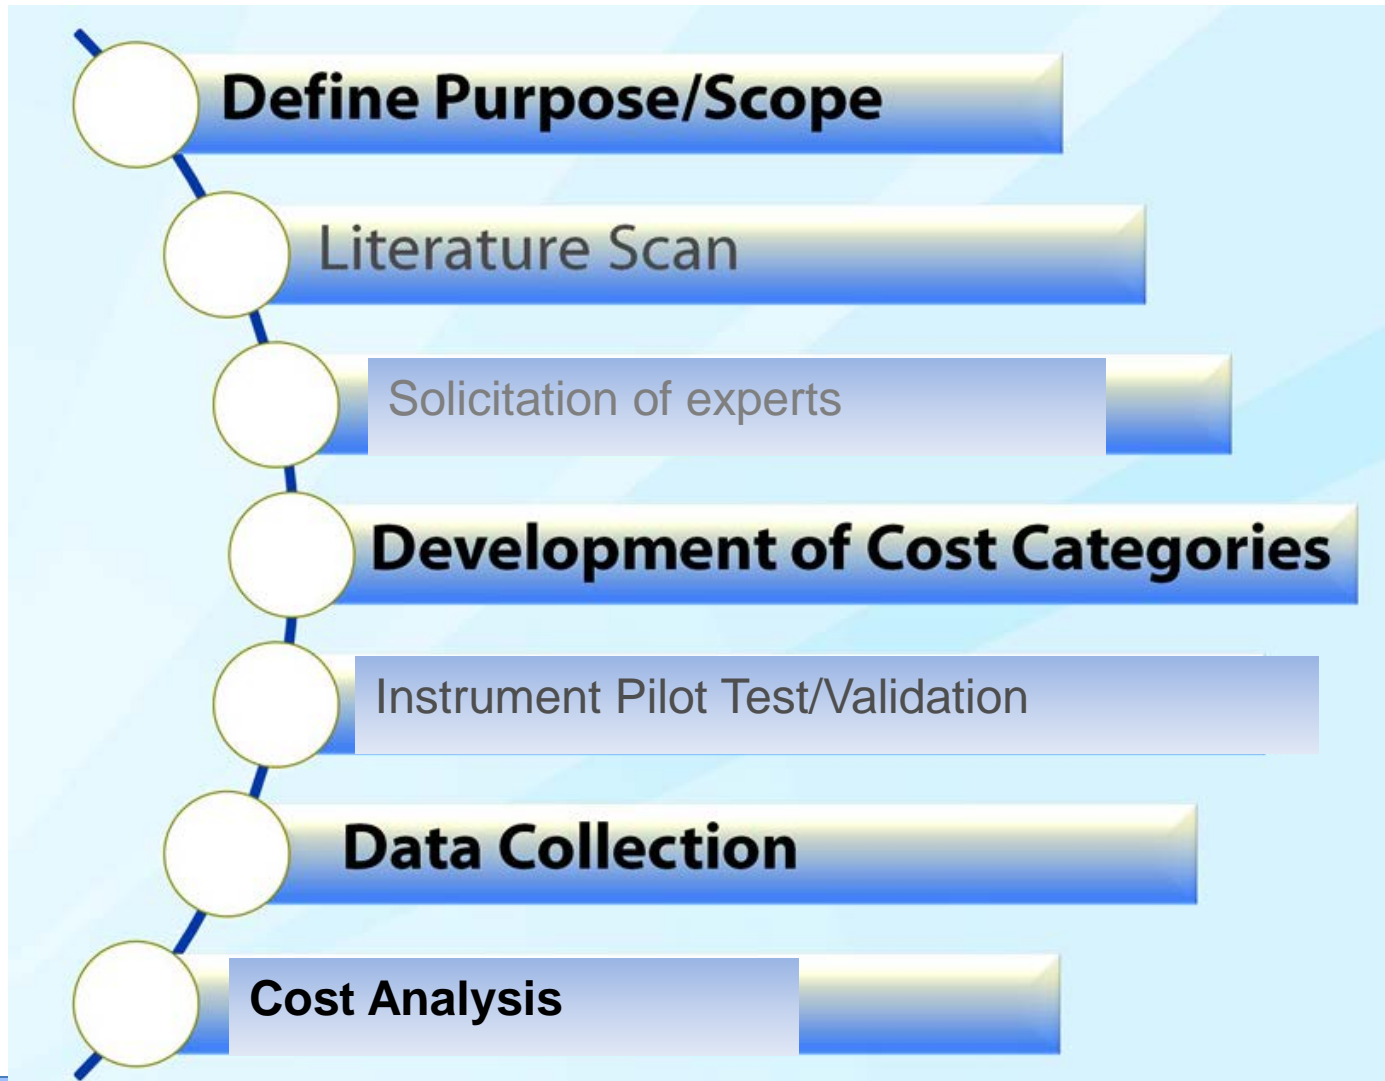 Define Purpose/Scope
Literature Scan
Solicitation of experts
Development of Cost Categories
Instrument Pilot Test/Validation
Data Collection
Cost Analysis